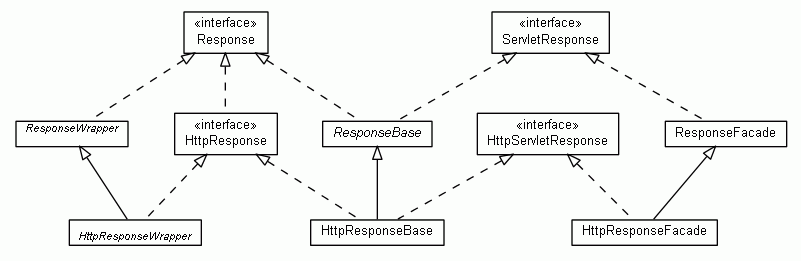 «interface»
Response
«interface»
ServletResponse
ResponseWrapper
«interface»
HttpResponse
ResponseBase
«interface»
HttpServletResponse
ResponseFacade
HttpResponseWrapper
HttpResponseBase
HttpResponseFacade